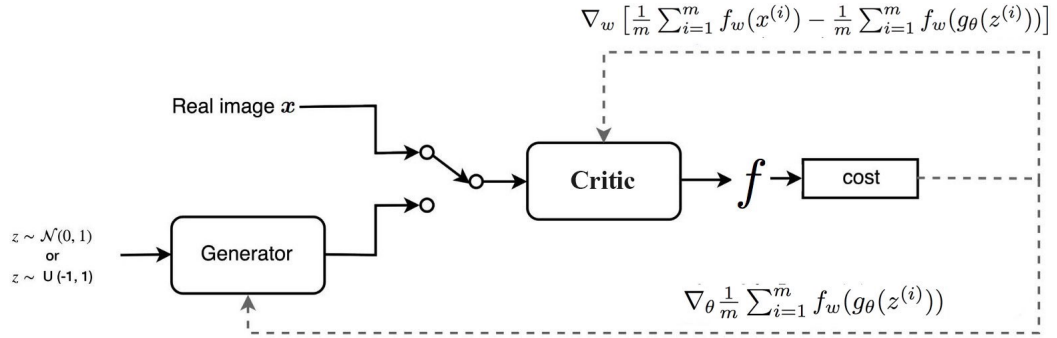 ∇_w [1/m ∑_{i=1}^{m} f_w(x^{(i)}) − 1/m ∑_{i=1}^{m} f_w(g_θ(z^{(i)}))]
Real image x
Critic
f
cost
z ∼ 𝒩(0, 1)
or
z ∼ U (-1, 1)
Generator
∇_θ 1/m ∑_{i=1}^{m} f_w(g_θ(z^{(i)}))